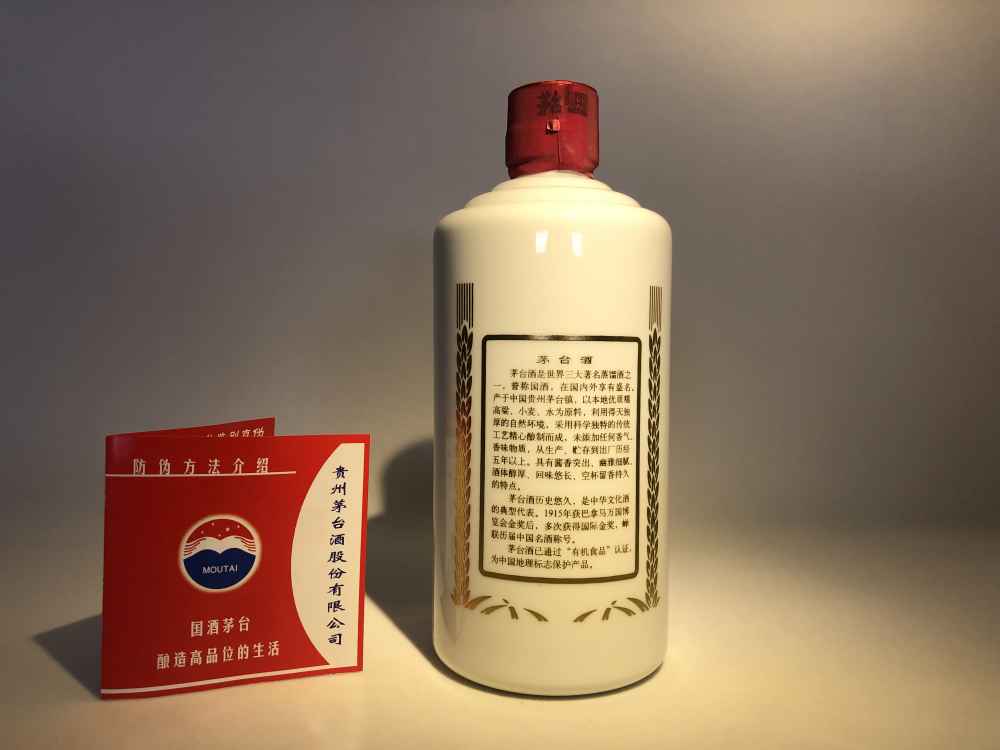 茅台
防伪方法介绍
MOUTAI
国酒茅台
酿造高品位的生活
贵州茅台酒股份有限公司
茅台酒
茅台酒是世界三大著名蒸馏酒之
一，誉称国酒，在国内外享有盛名。
产于中国贵州茅台镇，以本地优质糯
高粱、小麦、水为原料，利用得天独
厚的自然环境，采用科学独特的传统
工艺精心酿制而成，未添加任何香气、
香味物质，从生产、贮存到出厂历经
五年以上。具有酱香突出、幽雅细腻、
酒体醇厚、回味悠长、空杯留香持久
的特点。
茅台酒历史悠久，是中华文化酒
的典型代表。1915年获巴拿马万国博
览会金奖后，多次获得国际金奖，蝉
联历届中国名酒称号。
茅台酒已通过“有机食品”认证，
为中国地理标志保护产品。